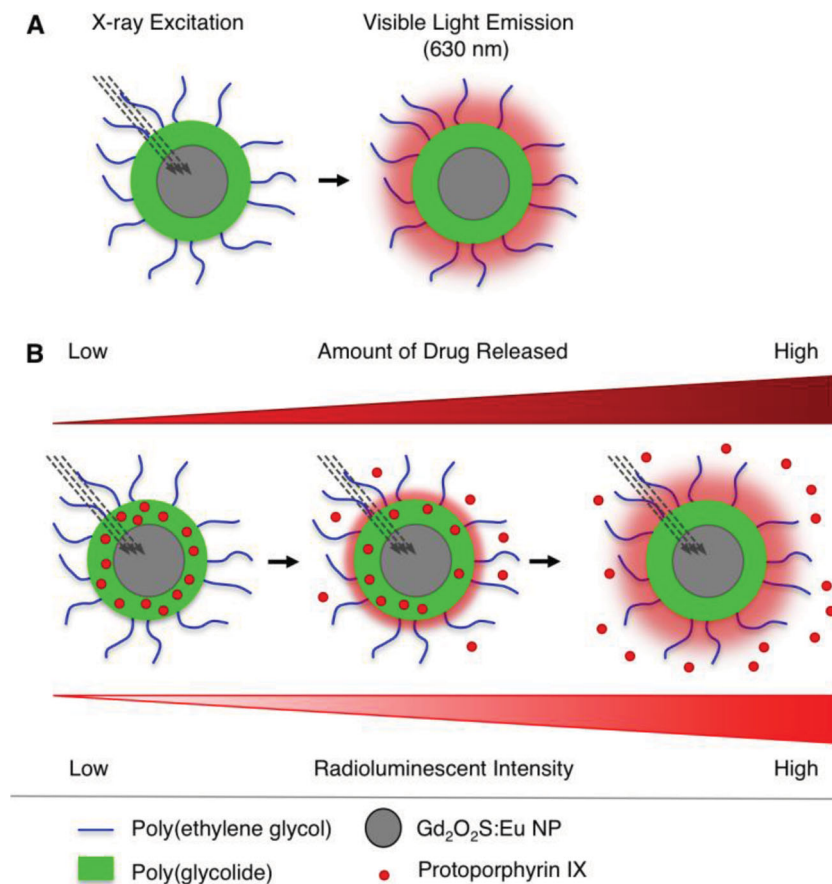 A
X-ray Excitation
Visible Light Emission
(630 nm)
B
Low
Amount of Drug Released
High
Low
Radioluminescent Intensity
High
Poly(ethylene glycol)
Gd₂O₂S:Eu NP
Poly(glycolide)
Protoporphyrin IX